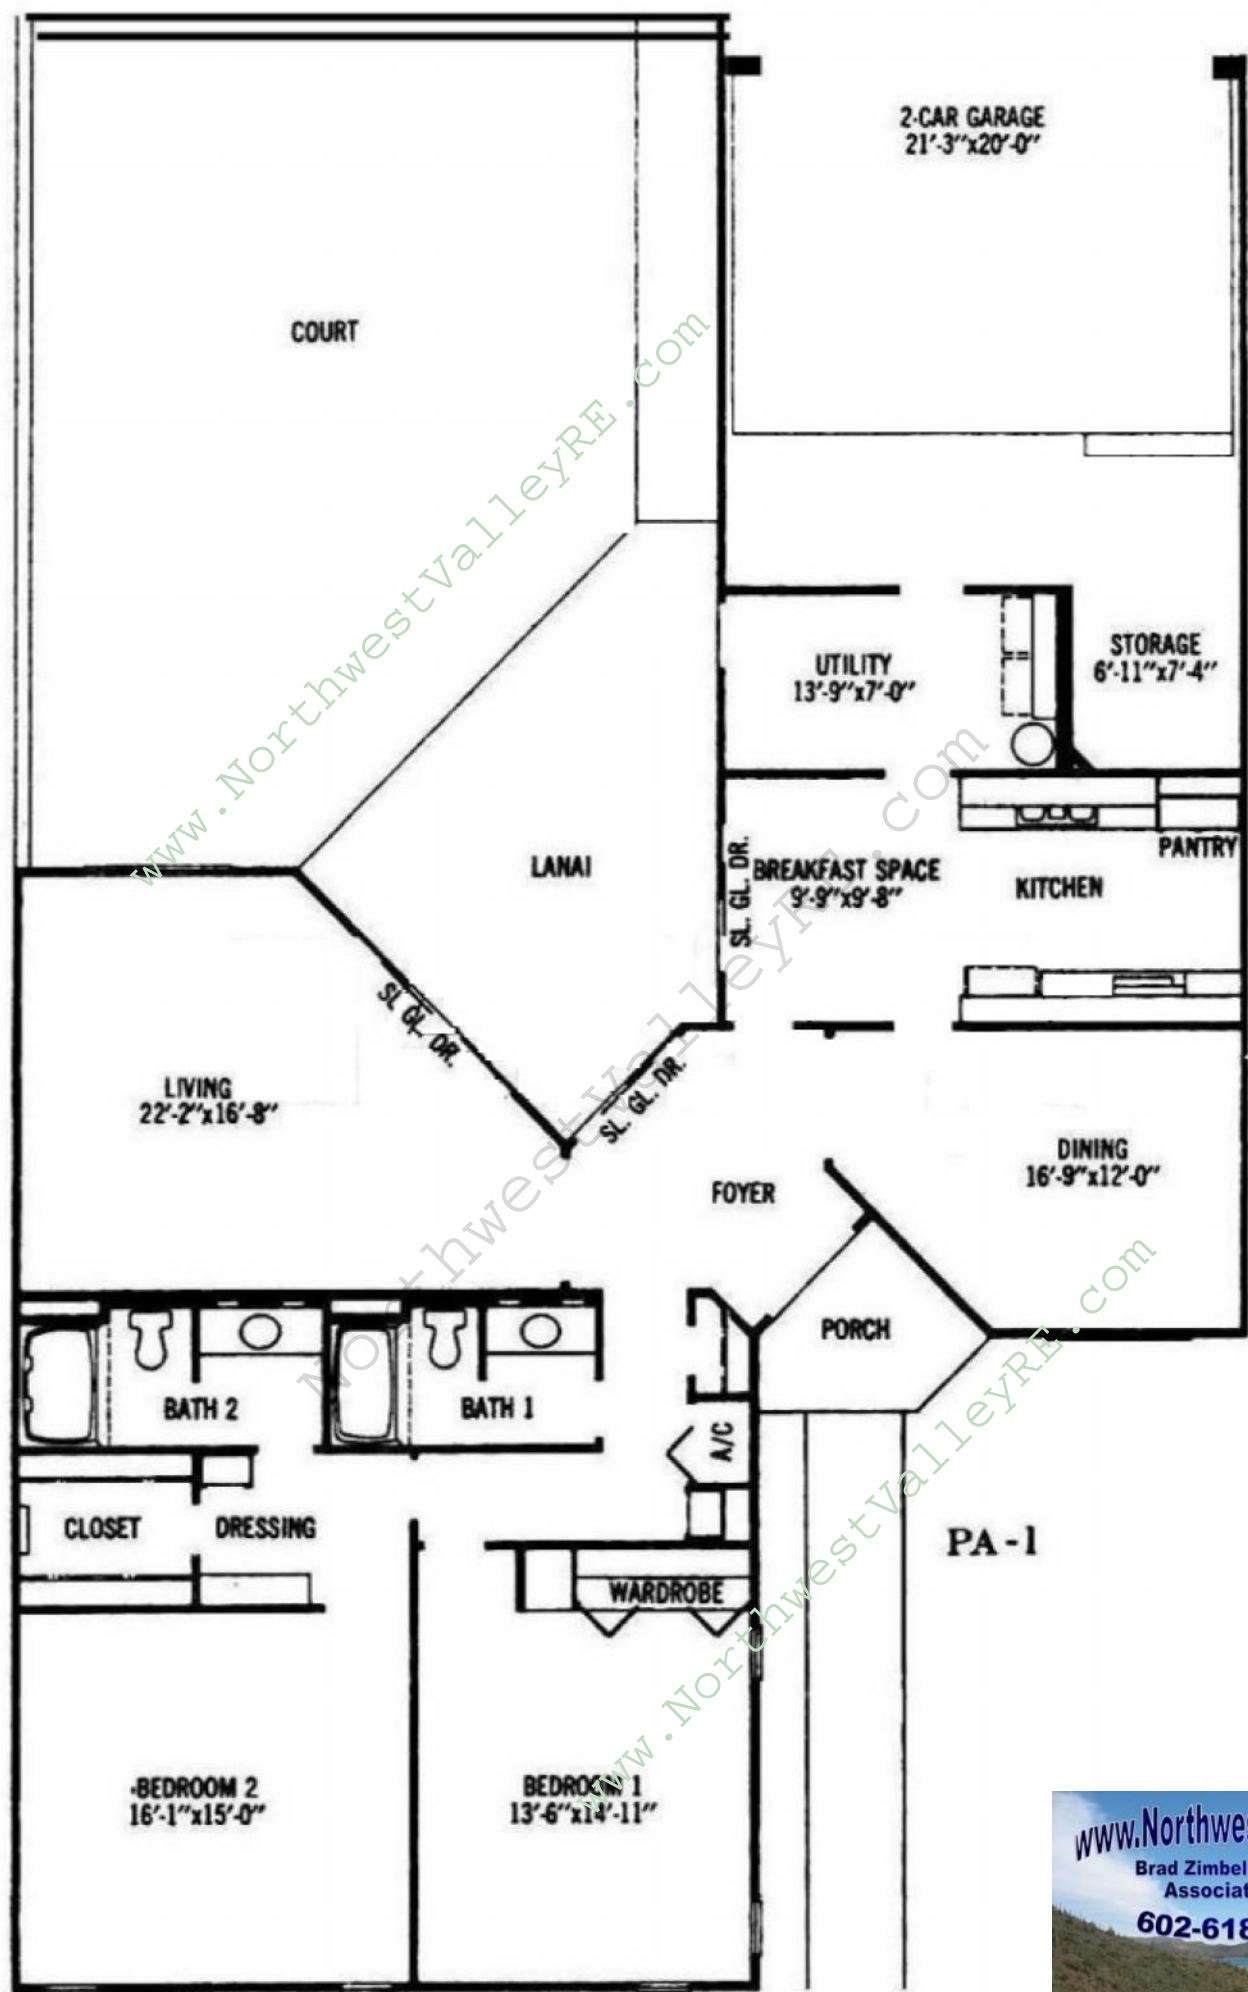 2-CAR GARAGE
21'-3"x20'-0"
COURT
www.NorthwestValleyRE.com
UTILITY
13'-9"x7'-0"
STORAGE
6'-11"x7'-4"
LANAI
SL. GL. DR.
BREAKFAST SPACE
9'-9"x9'-8"
KITCHEN
PANTRY
SL. GL. DR.
SL. GL. DR.
LIVING
22'-2"x16'-8"
NorthwestValleyRE.com
FOYER
DINING
16'-9"x12'-0"
PORCH
BATH 2
BATH 1
A/C
CLOSET
DRESSING
WARDROBE
PA-1
www.NorthwestValleyRE.com
BEDROOM 2
16'-1"x15'-0"
BEDROOM 1
13'-6"x14'-11"
www.Northwes
Brad Zimbel
Associat
602-618